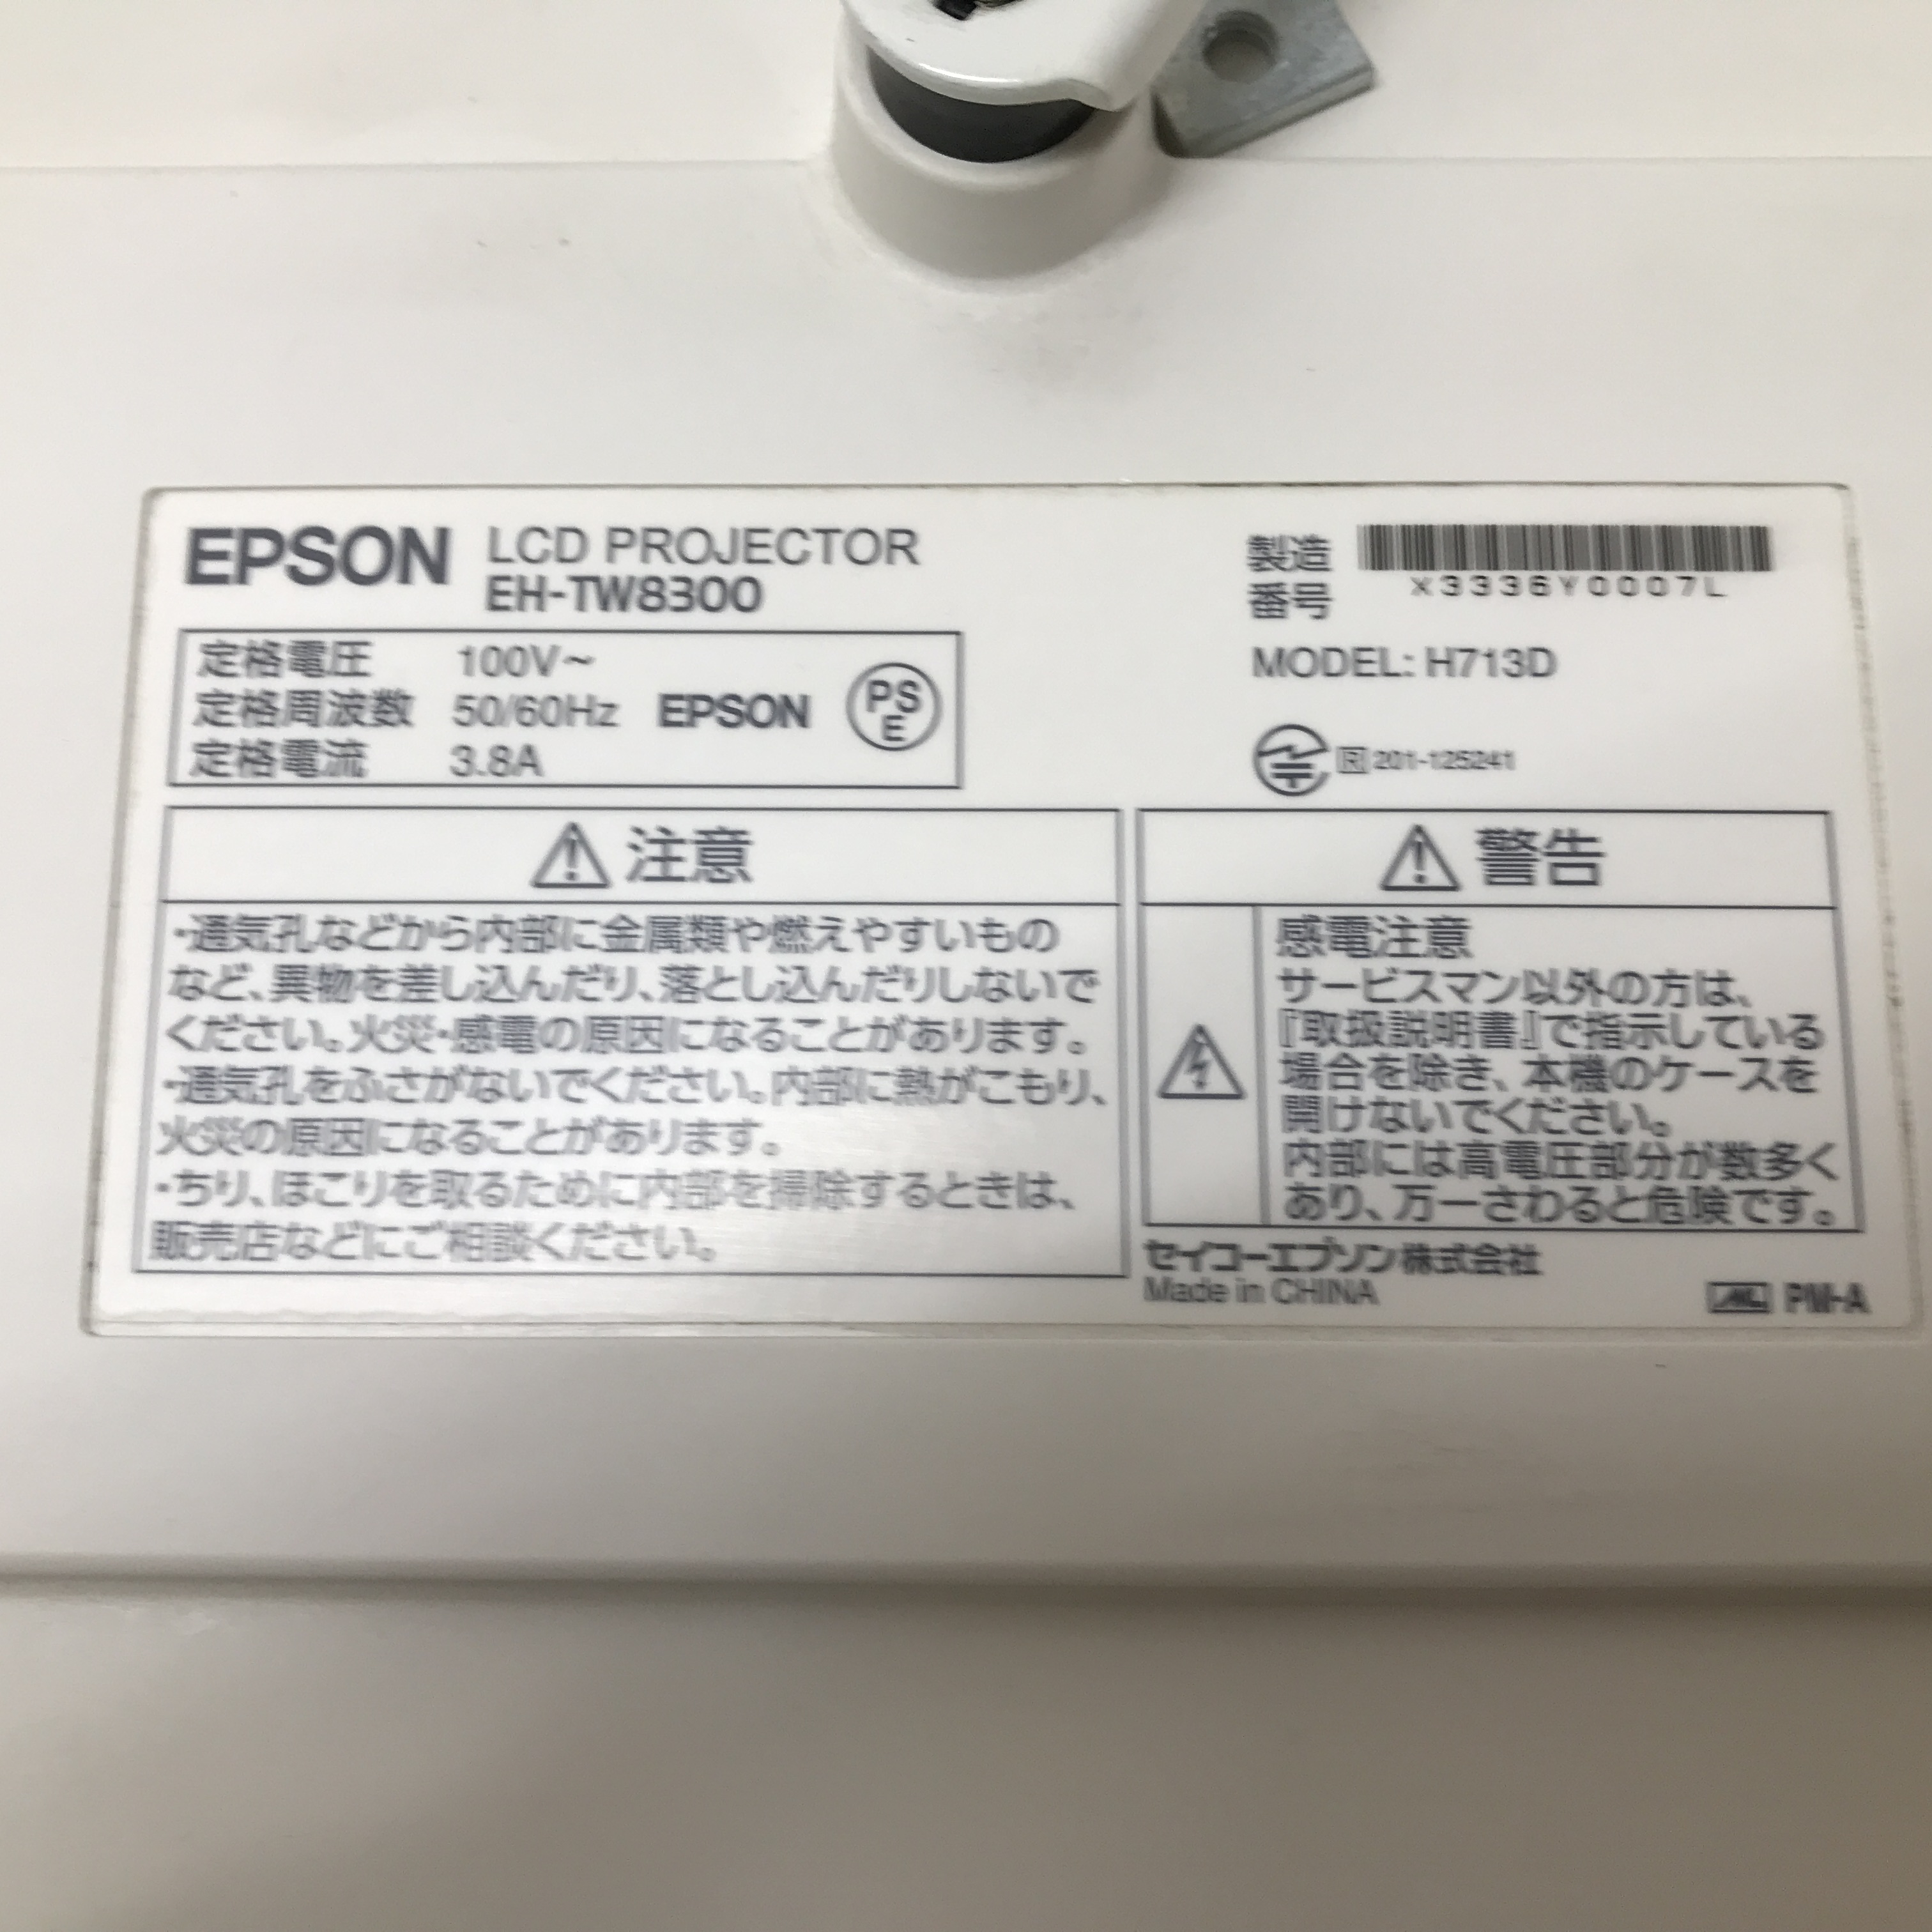 EPSON LCD PROJECTOR
EH-TW8300
定格電圧 100V～
定格周波数 50/60Hz EPSON PSE
定格電流 3.8A
製造
番号
X3336Y0007L
MODEL: H713D
R 201-125241
注意
・通気孔などから内部に金属類や燃えやすいもの
など、異物を差し込んだり、落とし込んだりしないで
ください。火災・感電の原因になることがあります。
・通気孔をふさがないでください。内部に熱がこもり、
火災の原因になることがあります。
・ちり、ほこりを取るために内部を掃除するときは、
販売店などにご相談ください。
警告
感電注意
サービスマン以外の方は、
『取扱説明書』で指示している
場合を除き、本機のケースを
開けないでください。
内部には高電圧部分が数多く
あり、万一さわると危険です。
セイコーエプソン株式会社
Made in CHINA
PM-A